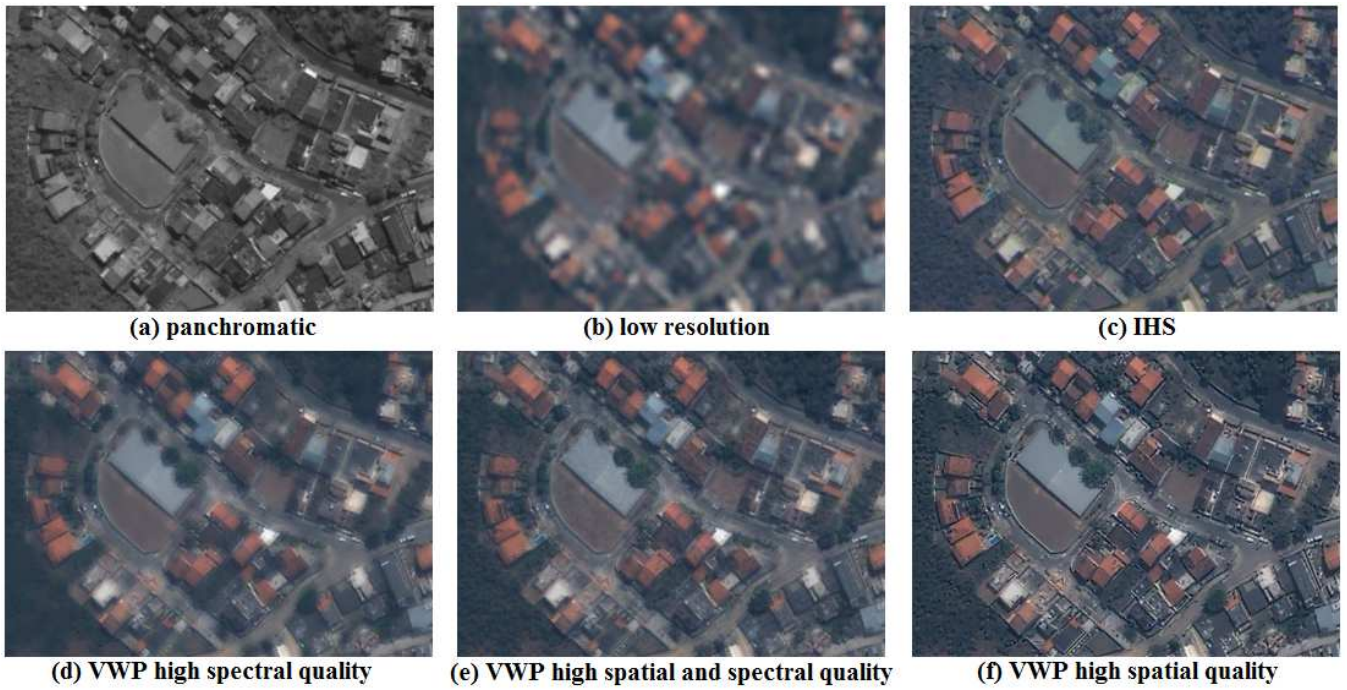 (a) panchromatic
(b) low resolution
(c) IHS
(d) VWP high spectral quality
(e) VWP high spatial and spectral quality
(f) VWP high spatial quality